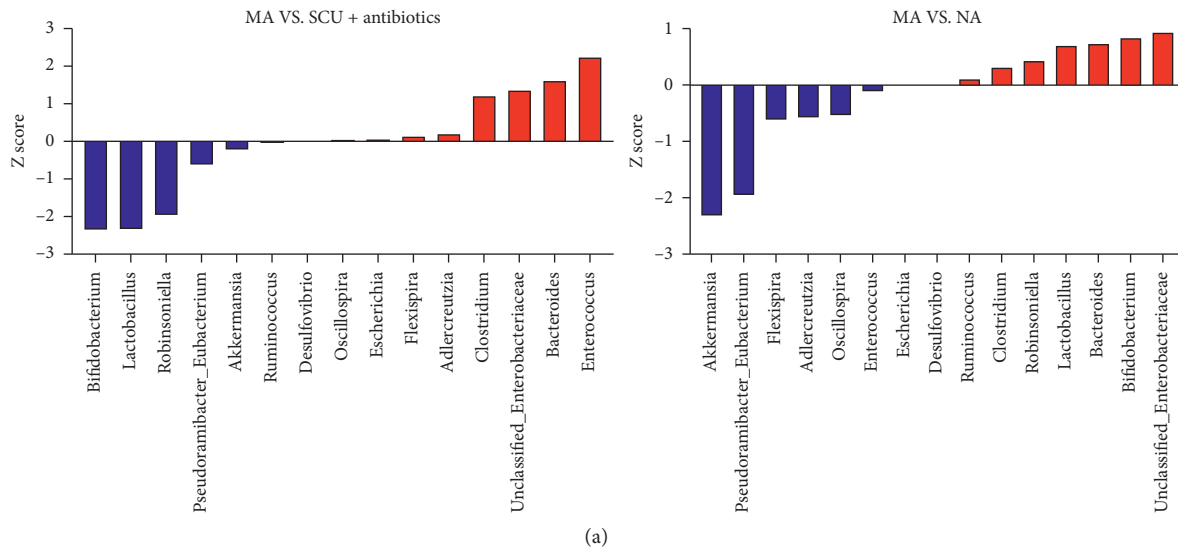 MA VS. SCU + antibiotics
Z score
3
2
1
0
−1
−2
−3
Bifidobacterium
Lactobacillus
Robinsoniella
Pseudoramibacter_Eubacterium
Akkermansia
Ruminococcus
Desulfovibrio
Oscillospira
Escherichia
Flexispira
Adlercreutzia
Clostridium
Unclassified_Enterobacteriaceae
Bacteroides
Enterococcus
MA VS. NA
Z score
1
0
−1
−2
−3
Akkermansia
Pseudoramibacter_Eubacterium
Flexispira
Adlercreutzia
Oscillospira
Enterococcus
Escherichia
Desulfovibrio
Ruminococcus
Clostridium
Robinsoniella
Lactobacillus
Bacteroides
Bifidobacterium
Unclassified_Enterobacteriaceae
(a)